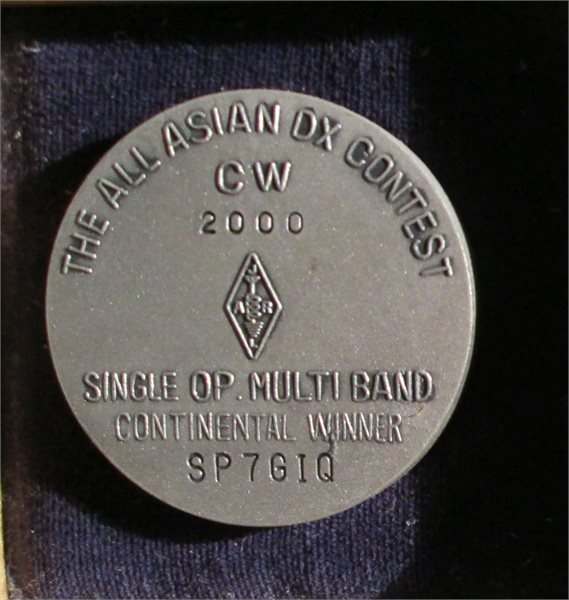 THE ALL ASIAN DX CONTEST
CW
2000
J
A R
L
SINGLE OP. MULTI BAND
CONTINENTAL WINNER
SP7GIQ